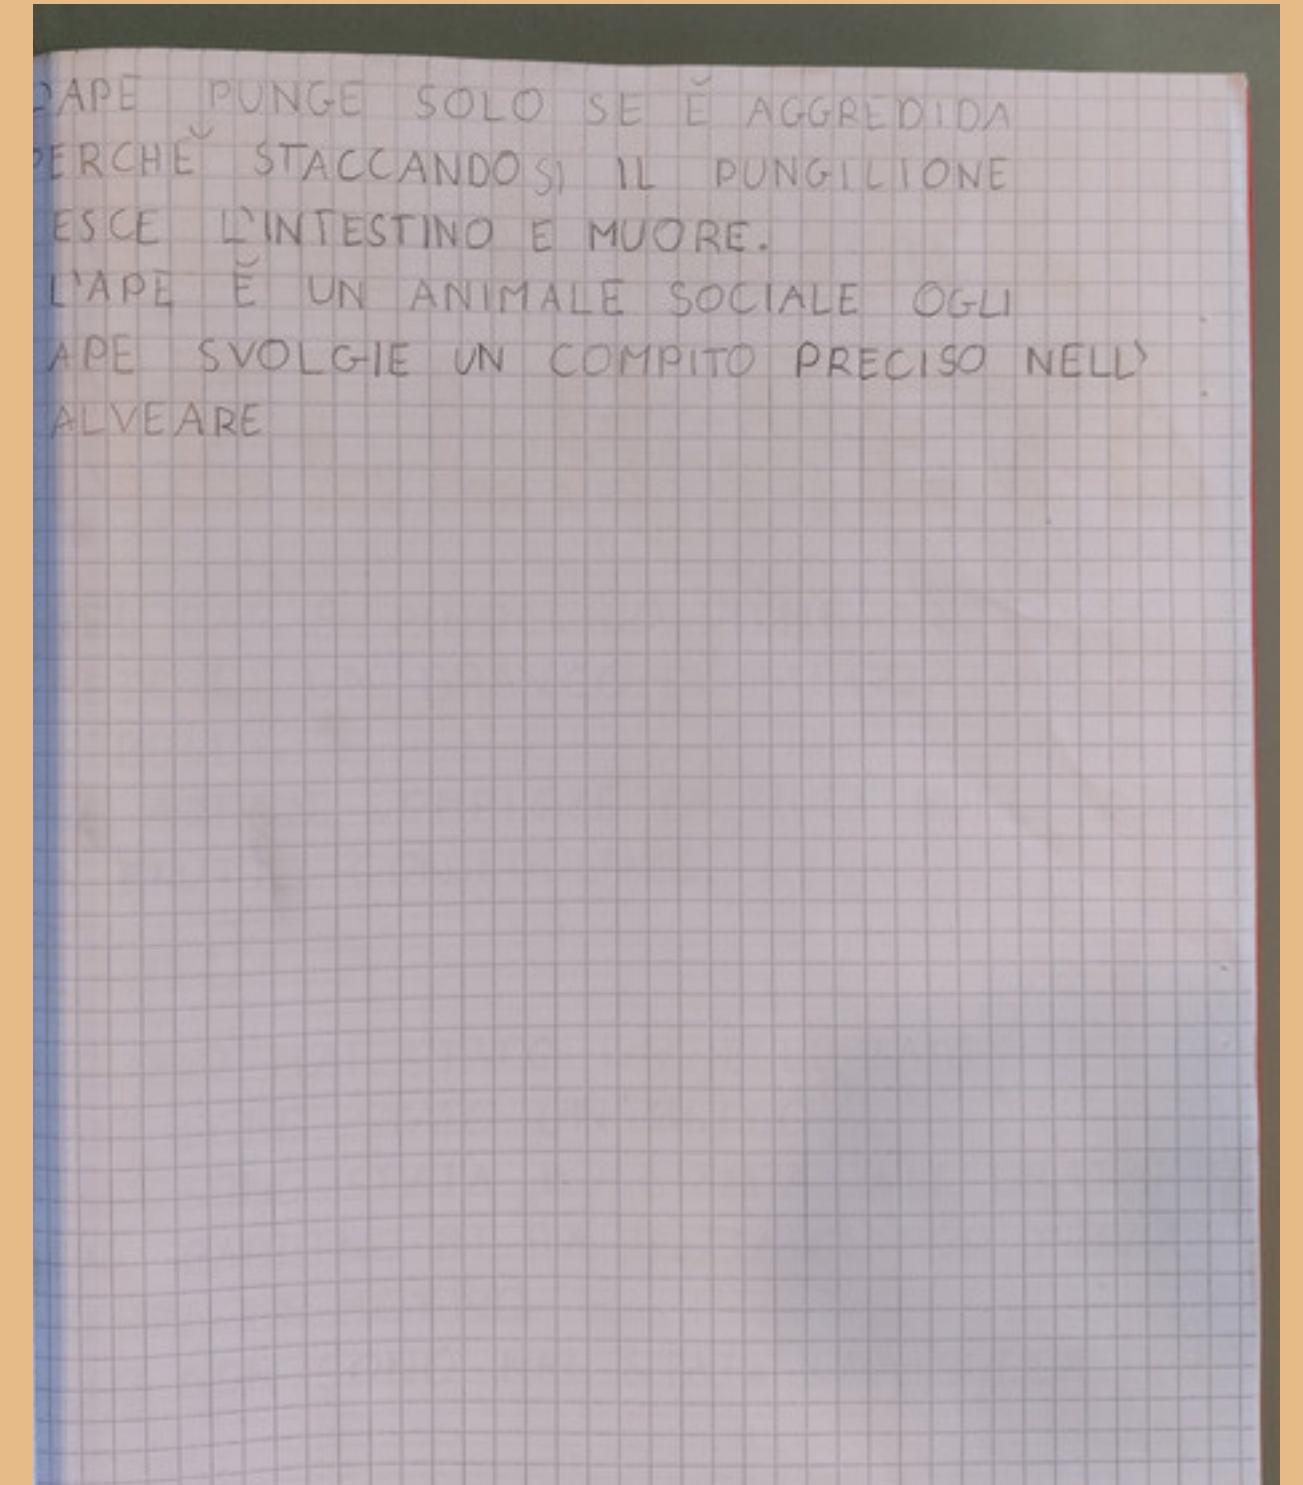 L'APE PUNGE SOLO SE È AGGREDIDA
PERCHÈ STACCANDOSI IL PUNGILIONE
ESCE L'INTESTINO E MUORE.
L'APE È UN ANIMALE SOCIALE OGLI
APE SVOLGIE UN COMPITO PRECISO NELL'
ALVEARE